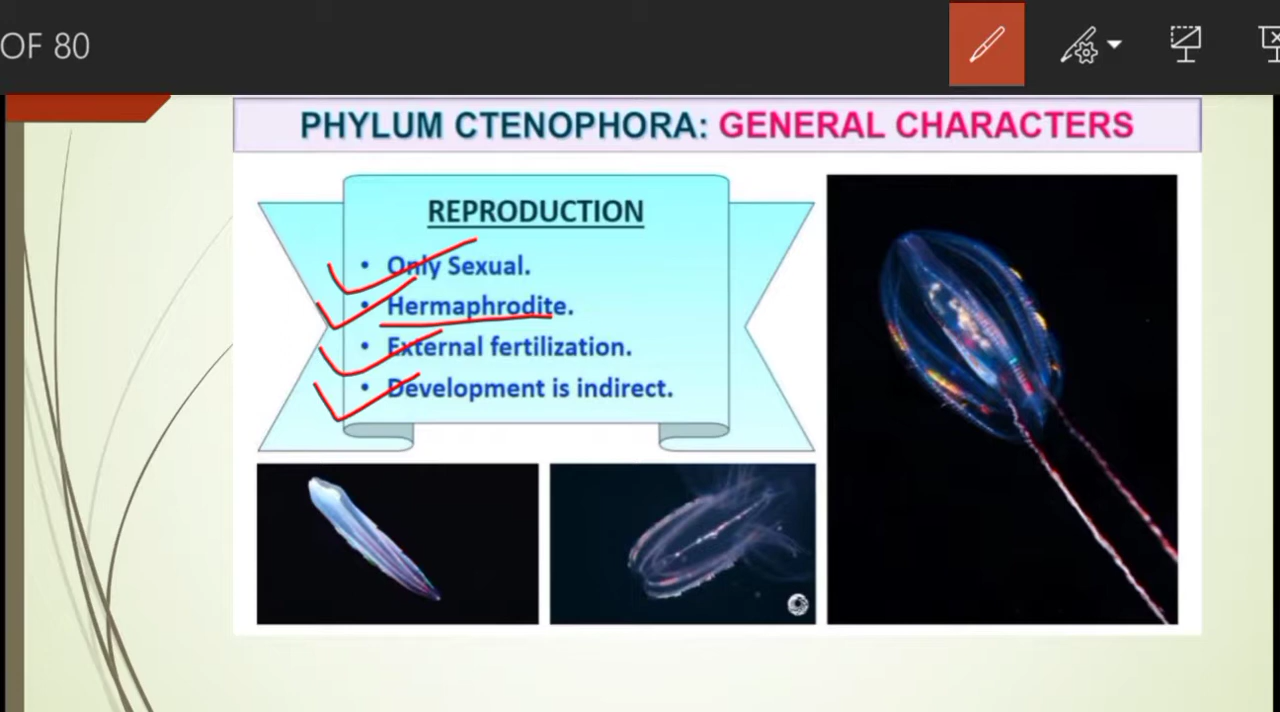 OF 80
PHYLUM CTENOPHORA: GENERAL CHARACTERS
REPRODUCTION
• Only Sexual.
• Hermaphrodite.
• External fertilization.
• Development is indirect.